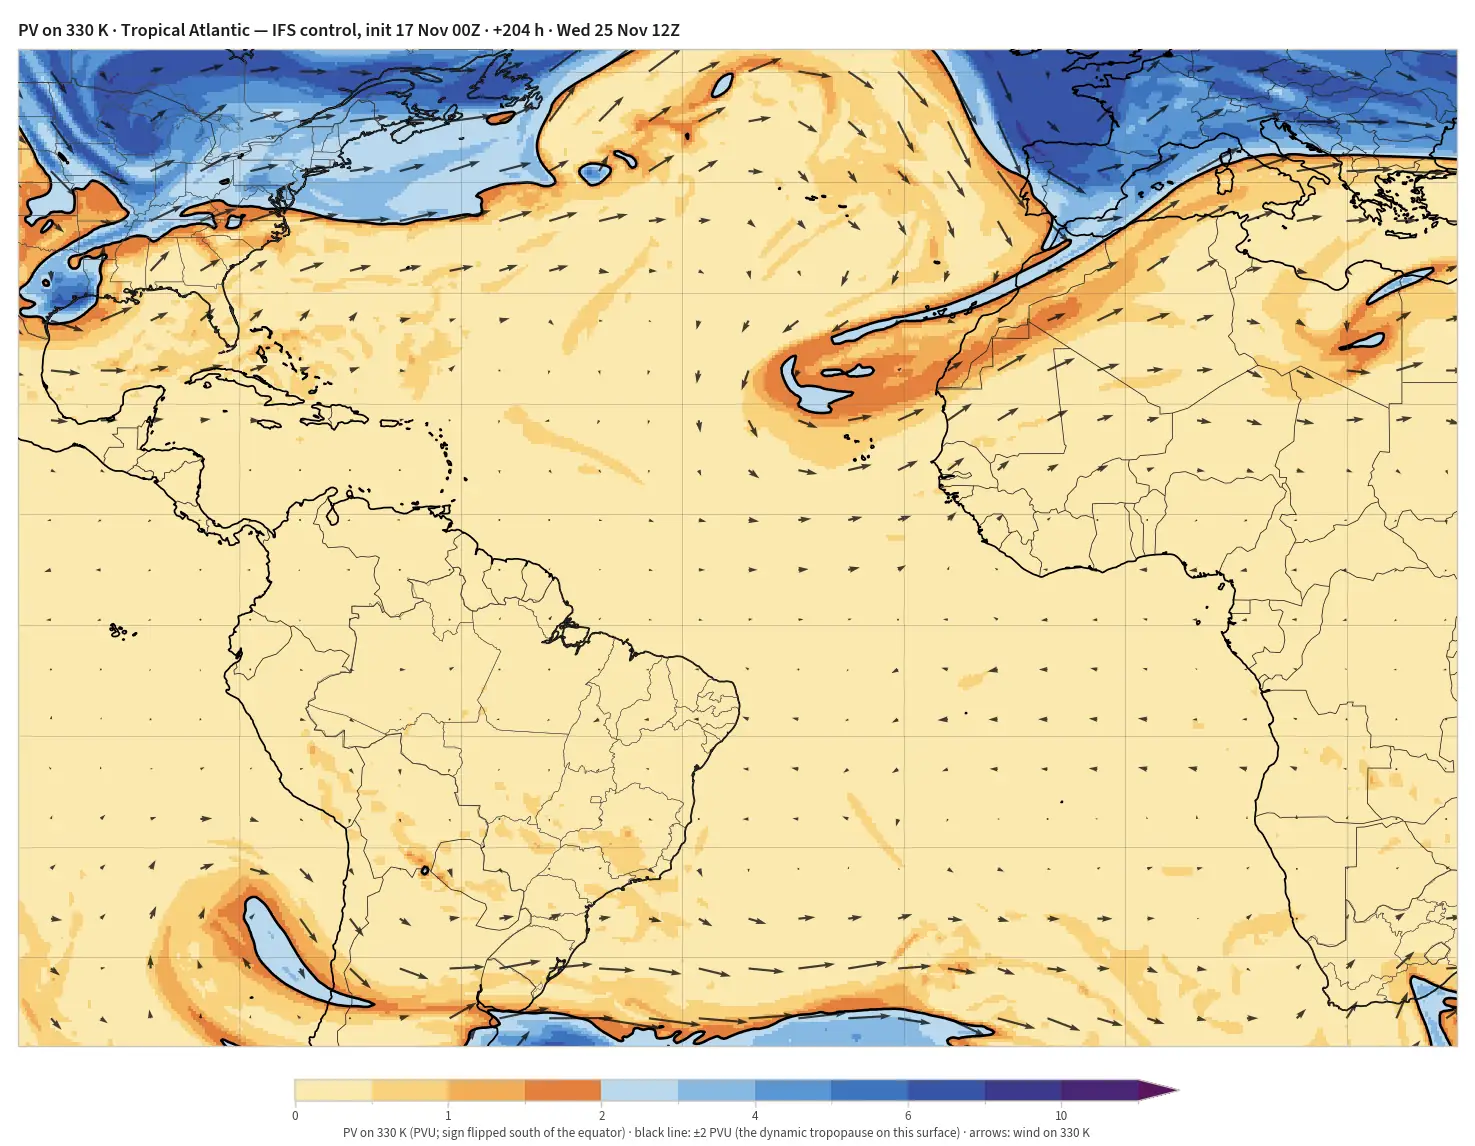 PV on 330 K · Tropical Atlantic — IFS control, init 17 Nov 00Z · +204 h · Wed 25 Nov 12Z
0 1 2 4 6 10
PV on 330 K (PVU; sign flipped south of the equator) · black line: ±2 PVU (the dynamic tropopause on this surface) · arrows: wind on 330 K